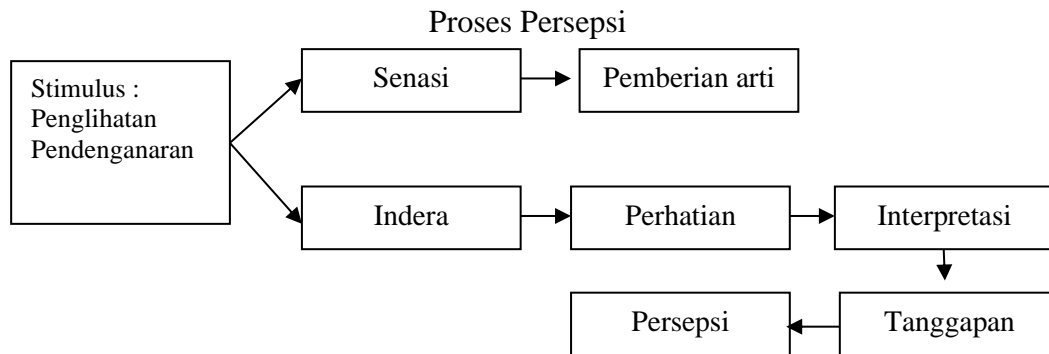 Proses Persepsi
Stimulus :
Penglihatan
Pendenganaran
Senasi
Pemberian arti
Indera
Perhatian
Interpretasi
Persepsi
Tanggapan